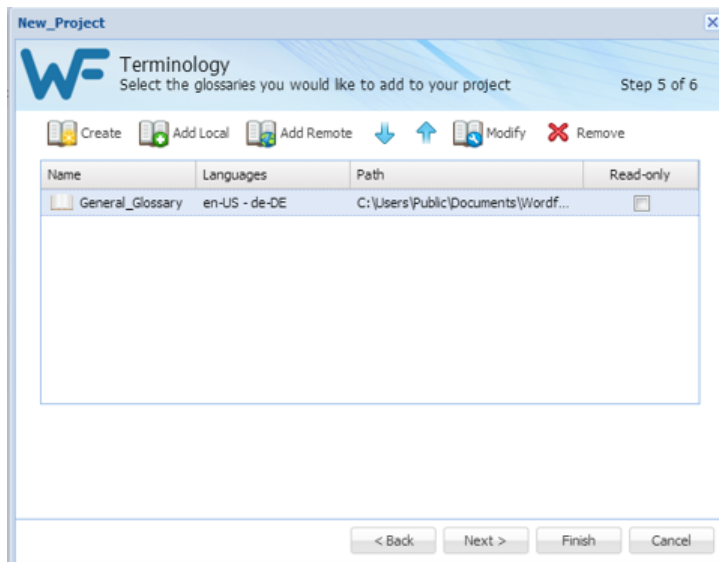 New_Project
WF
Terminology
Select the glossaries you would like to add to your project
Step 5 of 6
Create Add Local Add Remote Modify Remove
Name Languages Path Read-only
General_Glossary en-US - de-DE C:\Users\Public\Documents\Wordf...
< Back Next > Finish Cancel